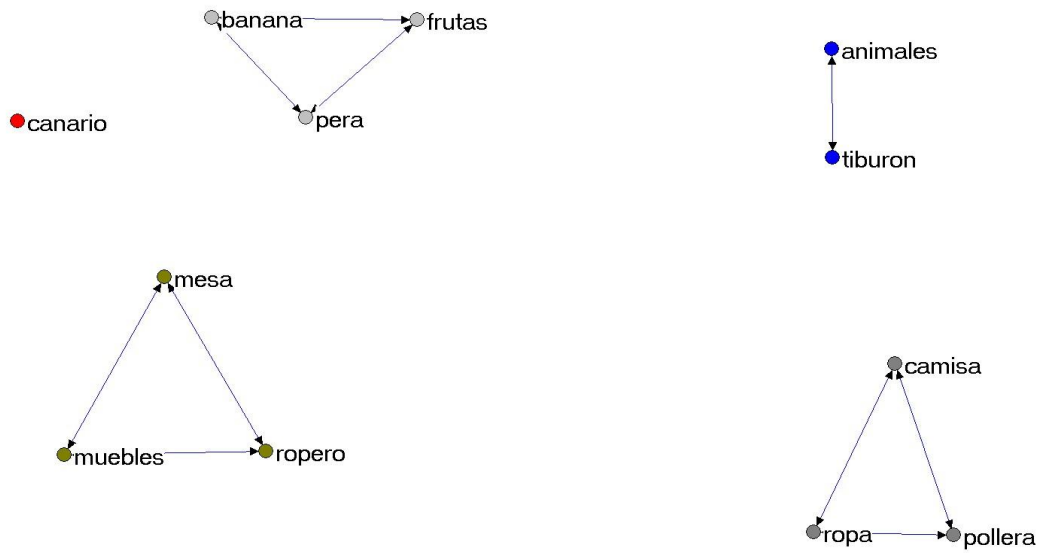 banana
frutas
animales
canario
pera
tiburon
mesa
camisa
muebles
ropero
ropa
pollera